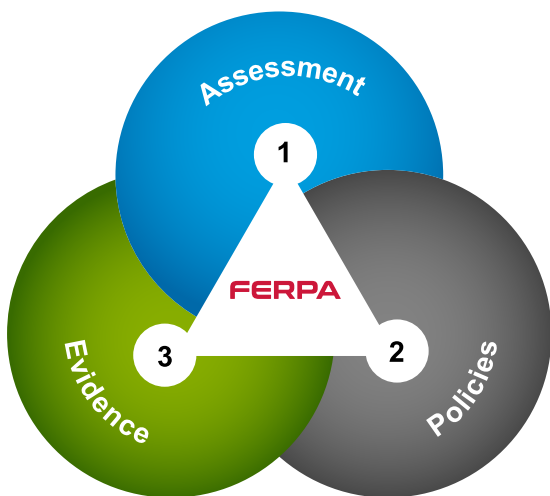 Assessment
1
FERPA
3
2
Evidence
Policies